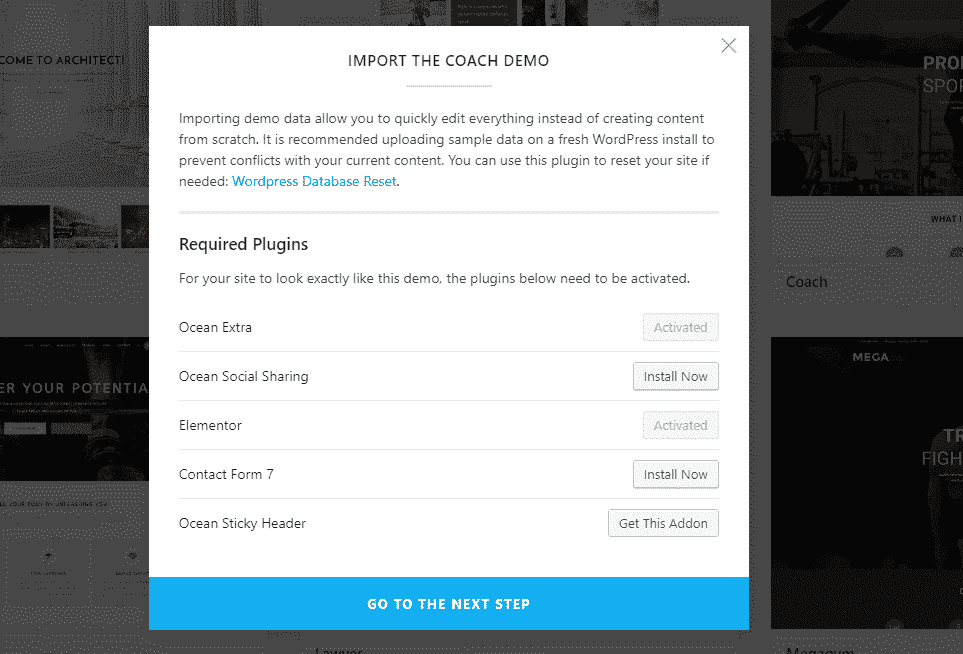 COME TO ARCHITECT!
IMPORT THE COACH DEMO
Importing demo data allow you to quickly edit everything instead of creating content
from scratch. It is recommended uploading sample data on a fresh WordPress install to
prevent conflicts with your current content. You can use this plugin to reset your site if
needed: Wordpress Database Reset.
Required Plugins
For your site to look exactly like this demo, the plugins below need to be activated.
Ocean Extra
Activated
Ocean Social Sharing
Install Now
Elementor
Activated
Contact Form 7
Install Now
Ocean Sticky Header
Get This Addon
GO TO THE NEXT STEP
ER YOUR POTENTIA
PRO
SPO
WHAT I
Coach
MEGA
TR
FIGH
Lawyer
Megagym